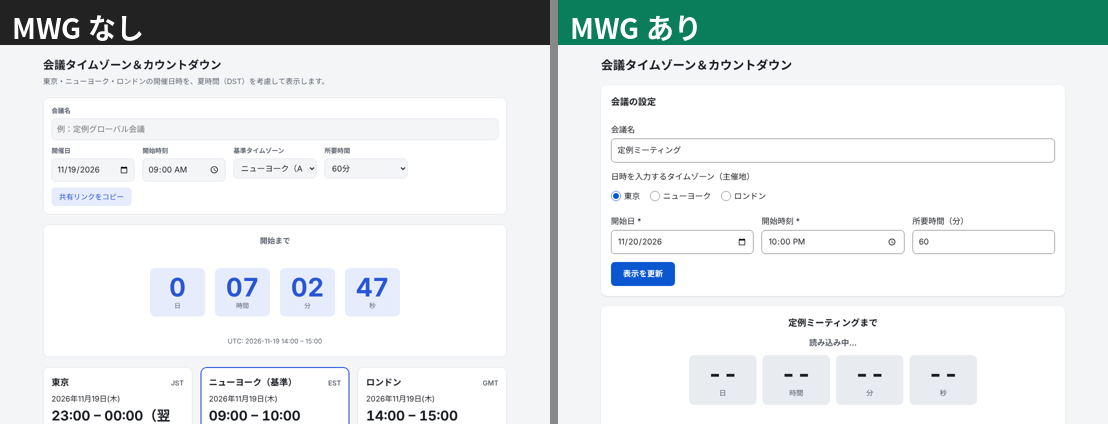 MWG なし
会議タイムゾーン＆カウントダウン
東京・ニューヨーク・ロンドンの開催日時を、夏時間（DST）を考慮して表示します。
会議名
例：定例グローバル会議
開催日 開始時刻 基準タイムゾーン 所要時間
11/19/2026 09:00 AM ニューヨーク（A 60分
共有リンクをコピー
開始まで
0 07 02 47
日 時間 分 秒
UTC: 2026-11-19 14:00 – 15:00
東京 JST
2026年11月19日(木)
23:00 – 00:00（翌
ニューヨーク（基準） EST
2026年11月19日(木)
09:00 – 10:00
ロンドン GMT
2026年11月19日(木)
14:00 – 15:00
MWG あり
会議タイムゾーン＆カウントダウン
会議の設定
会議名
定例ミーティング
日時を入力するタイムゾーン（主催地）
東京 ニューヨーク ロンドン
開始日 * 開始時刻 * 所要時間（分）
11/20/2026 10:00 PM 60
表示を更新
定例ミーティングまで
読み込み中...
-- -- -- --
日 時間 分 秒